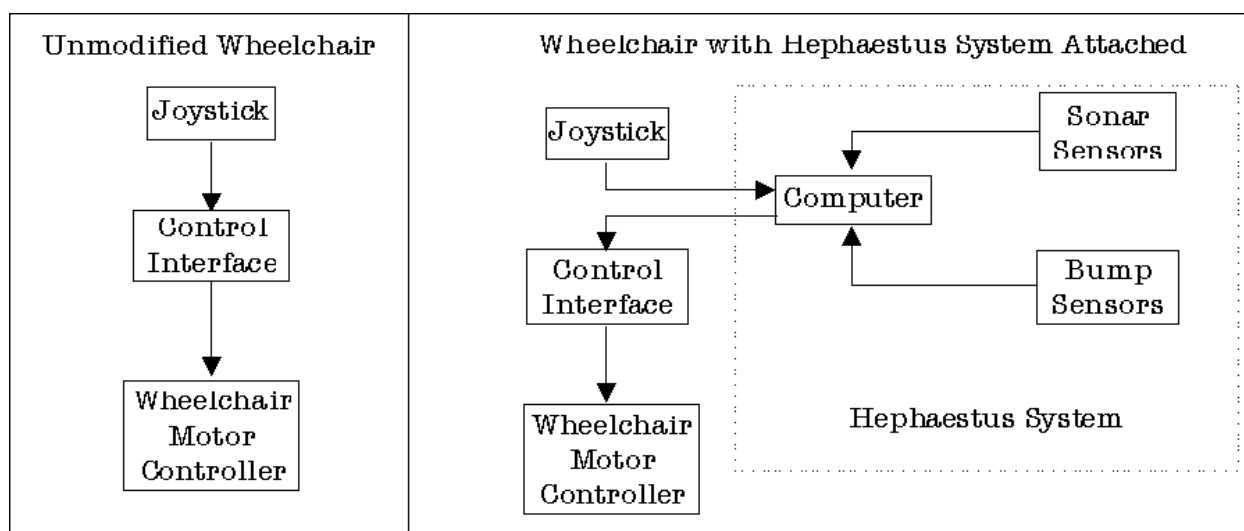 Unmodified Wheelchair
Joystick
Control
Interface
Wheelchair
Motor
Controller
Wheelchair with Hephaestus System Attached
Joystick
Sonar
Sensors
Computer
Control
Interface
Bump
Sensors
Wheelchair
Motor
Controller
Hephaestus System